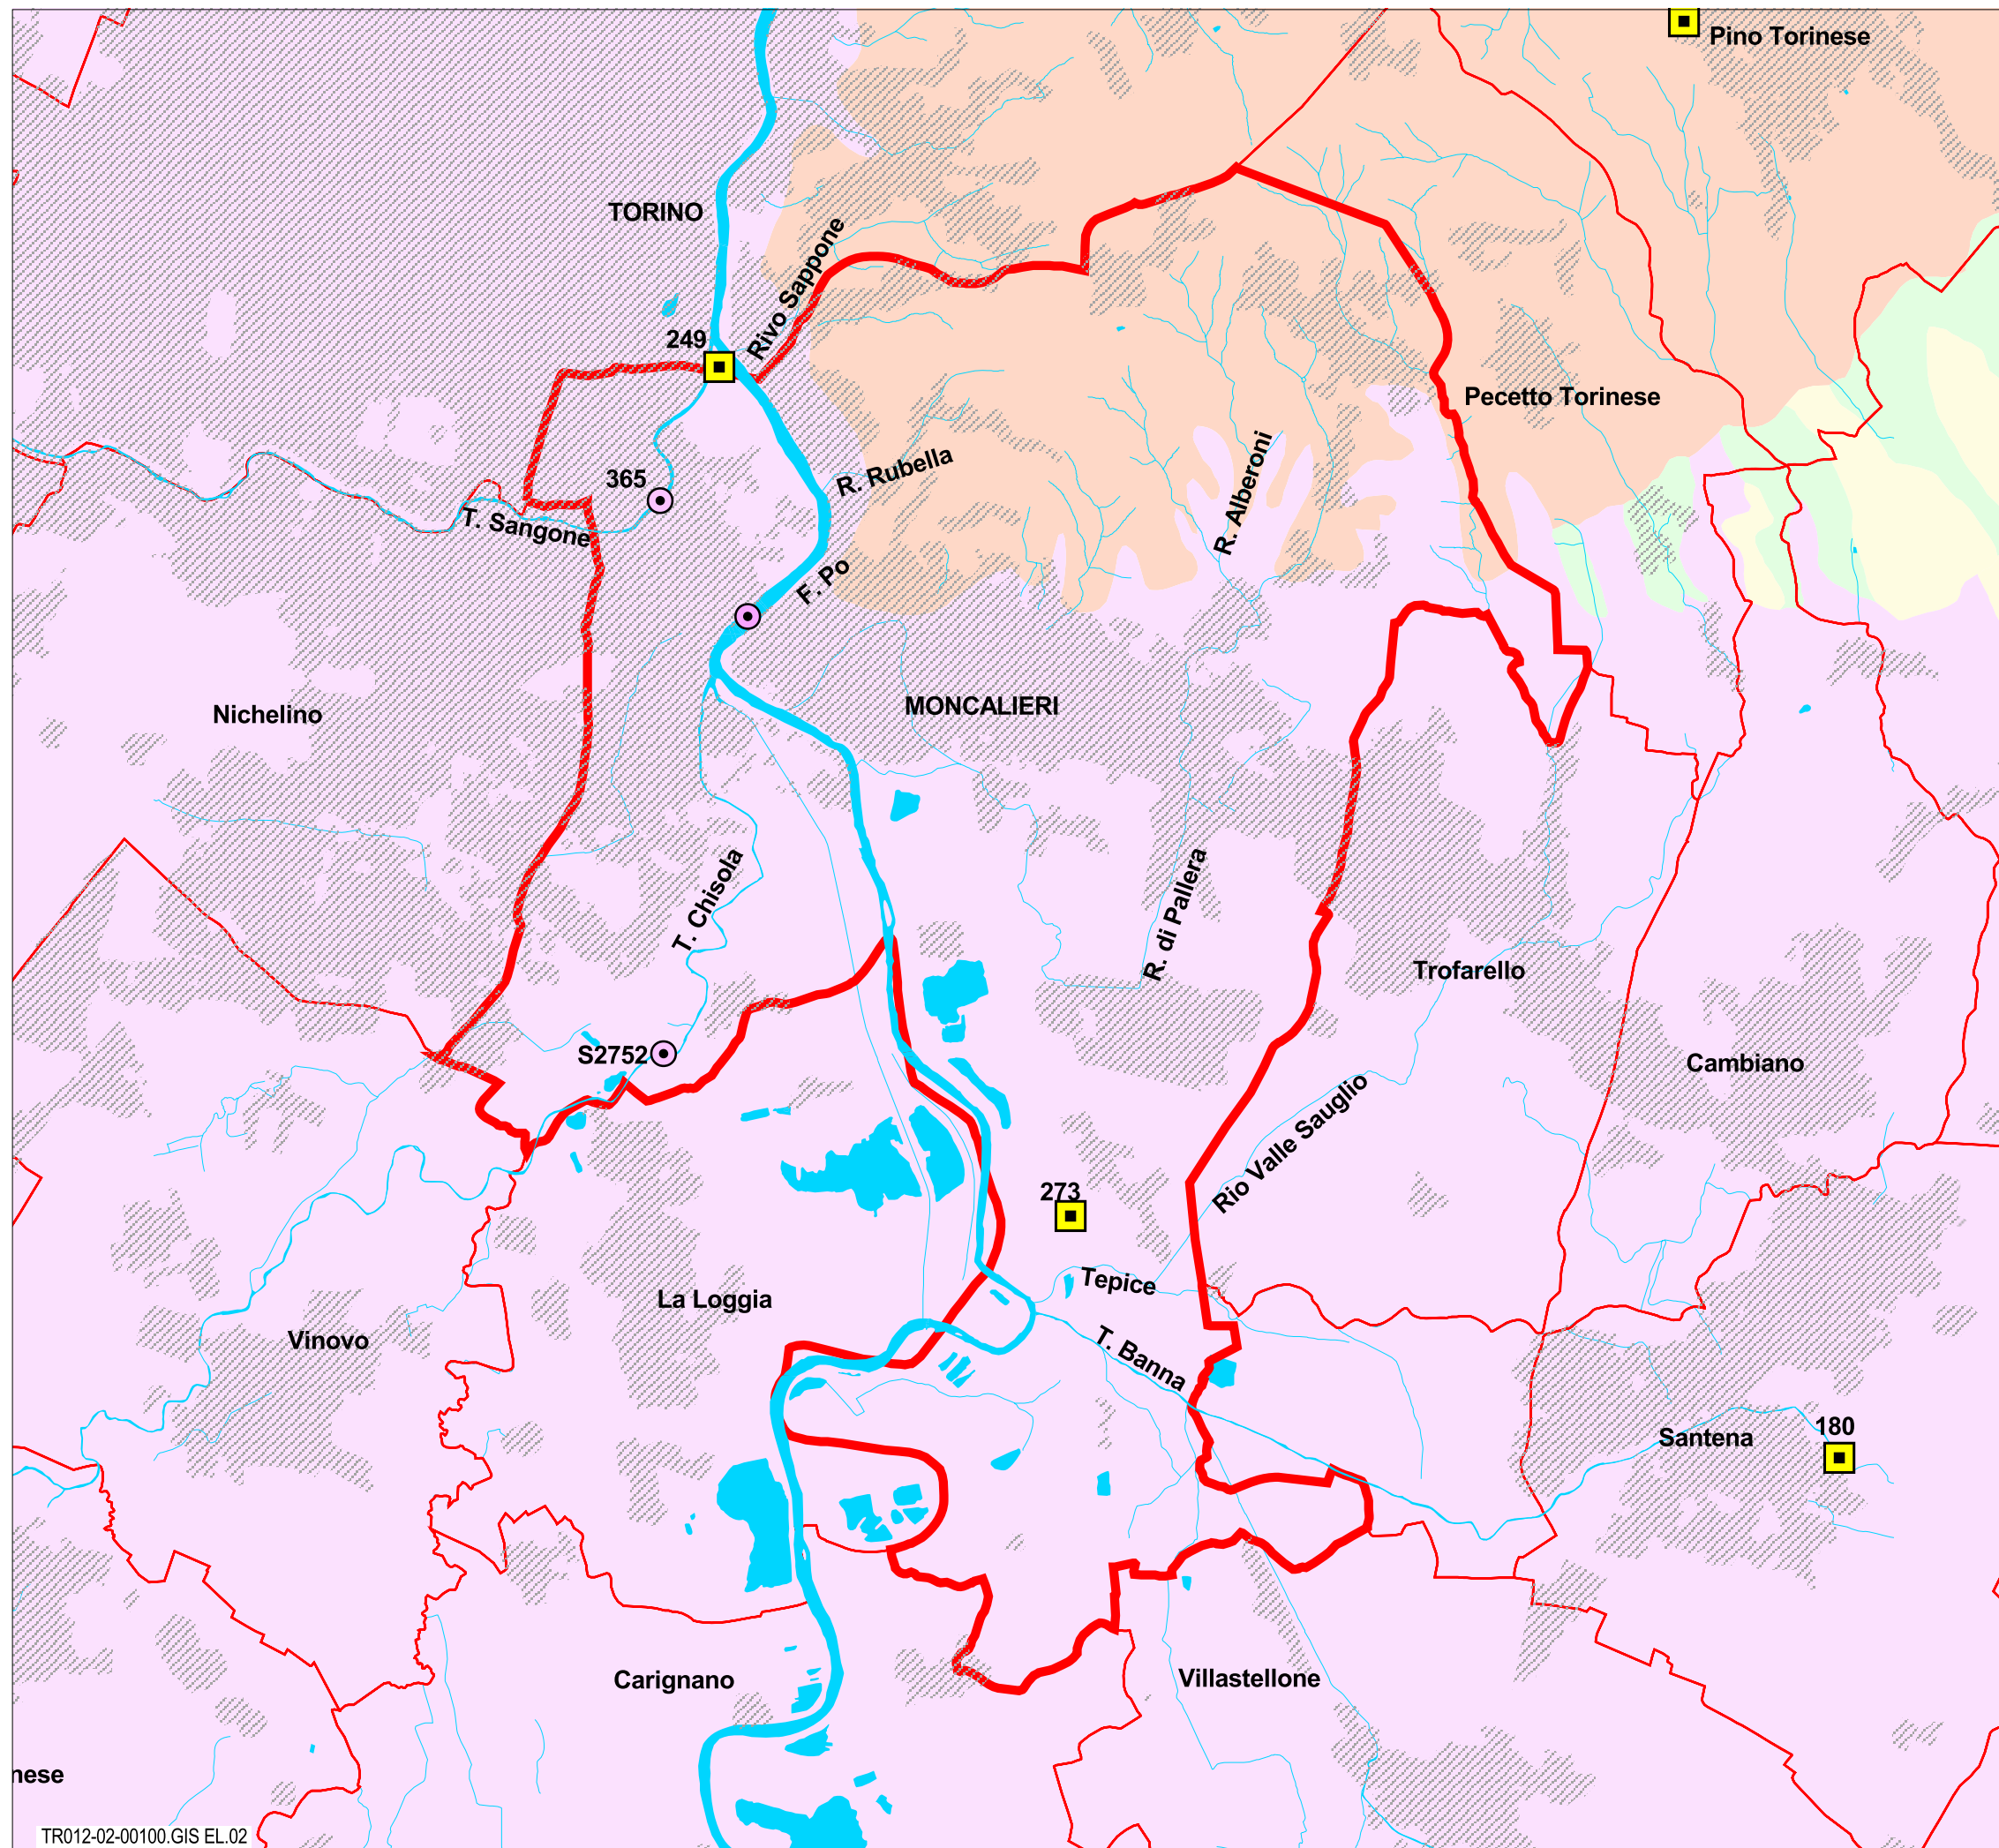 Pino Torinese
TORINO
Rivo Sappone
249
Pecetto Torinese
R. Rubella
R. Alberoni
365
T. Sangone
F. Po
Nichelino
MONCALIERI
T. Chisola
R. di Pallera
Trofarello
S2752
Cambiano
Rio Valle Sauglio
273
Tepice
La Loggia
Vinovo
T. Banna
180
Santena
Carignano
Villastellone
nese
TR012-02-00100.GIS EL.02